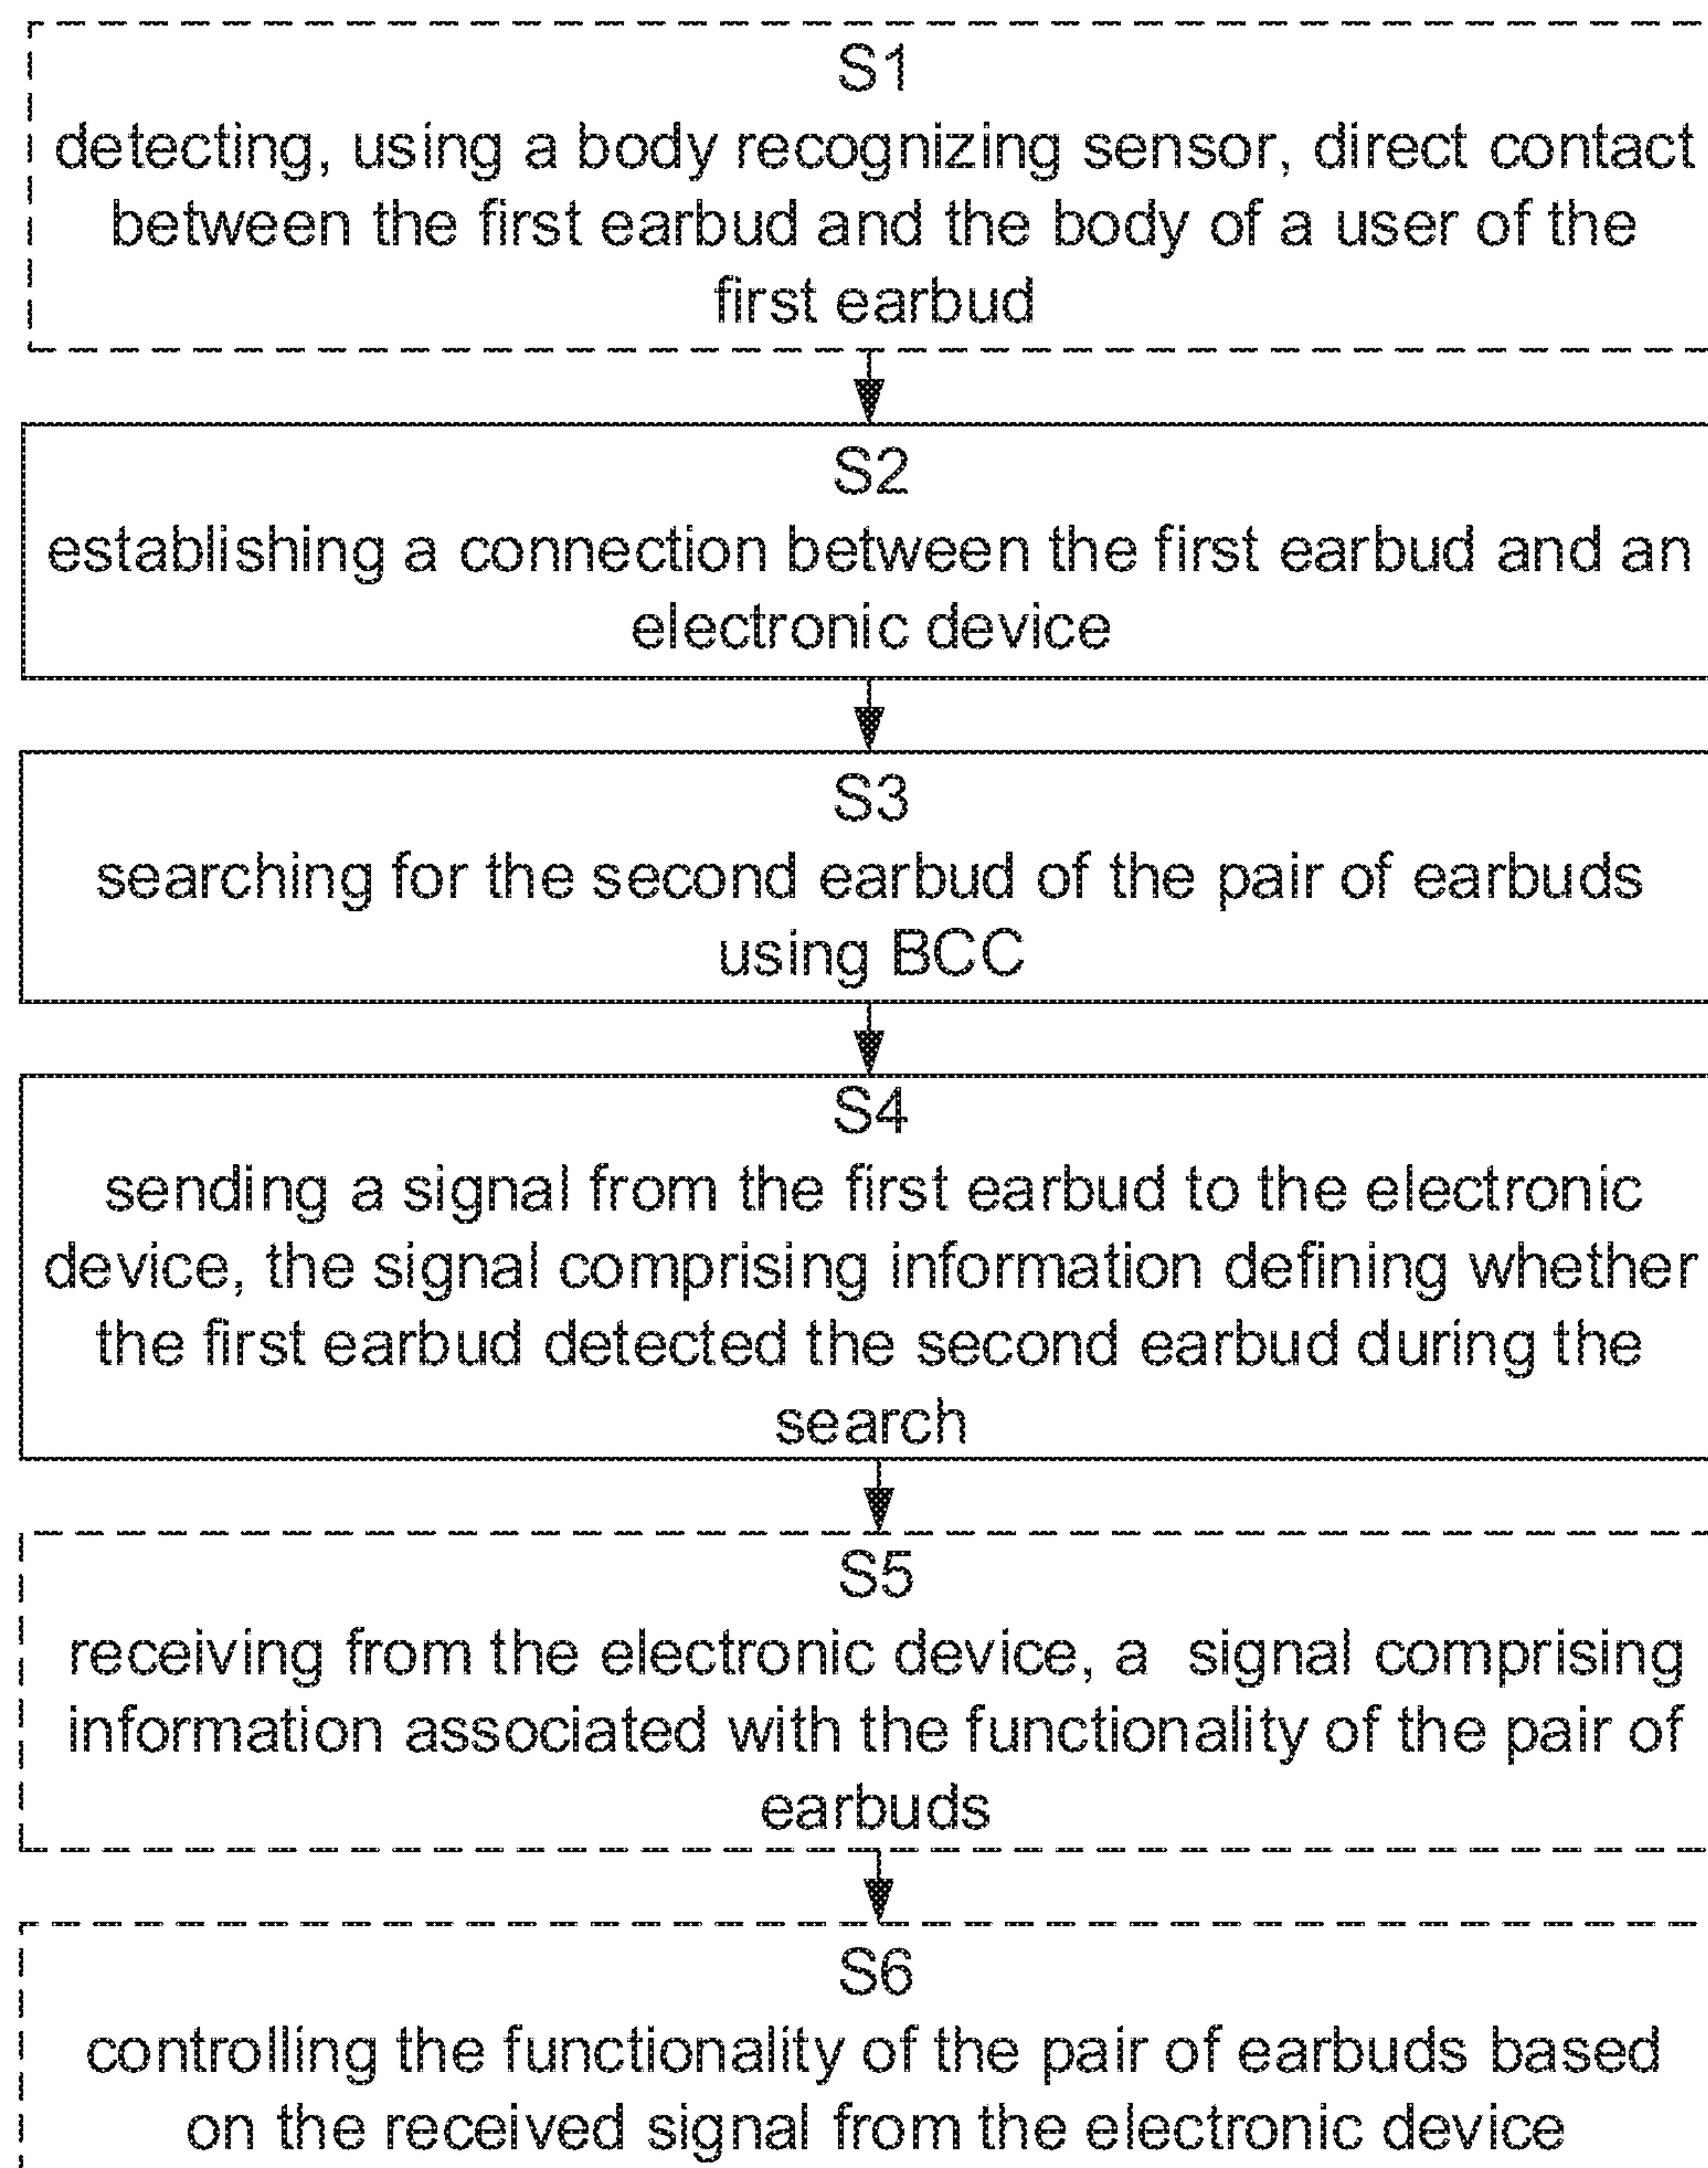 S1
detecting, using a body recognizing sensor, direct contact
between the first earbud and the body of a user of the
first earbud
S2
establishing a connection between the first earbud and an
electronic device
S3
searching for the second earbud of the pair of earbuds
using BCC
S4
sending a signal from the first earbud to the electronic
device, the signal comprising information defining whether
the first earbud detected the second earbud during the
search
S5
receiving from the electronic device, a signal comprising
information associated with the functionality of the pair of
earbuds
S6
controlling the functionality of the pair of earbuds based
on the received signal from the electronic device